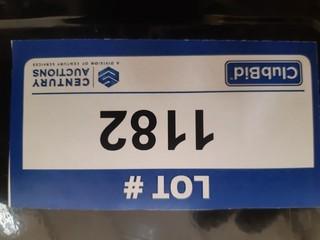 LOT #
1182
ClubBid
CENTURY
AUCTIONS
A DIVISION OF CENTURY SERVICES